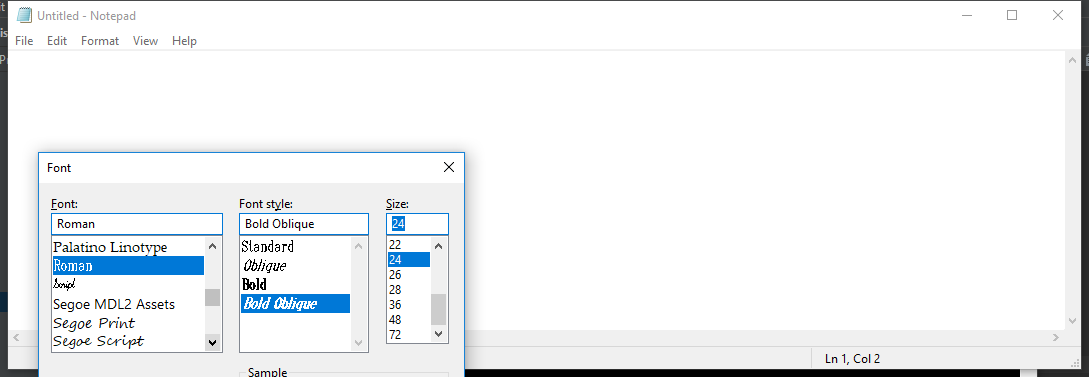 Untitled - Notepad
File Edit Format View Help
Font
Font: Font style: Size:
Roman Bold Oblique 24
Palatino Linotype
Roman
Script
Segoe MDL2 Assets
Segoe Print
Segoe Script
Standard
Oblique
Bold
Bold Oblique
22
24
26
28
36
48
72
Sample
Ln 1, Col 2